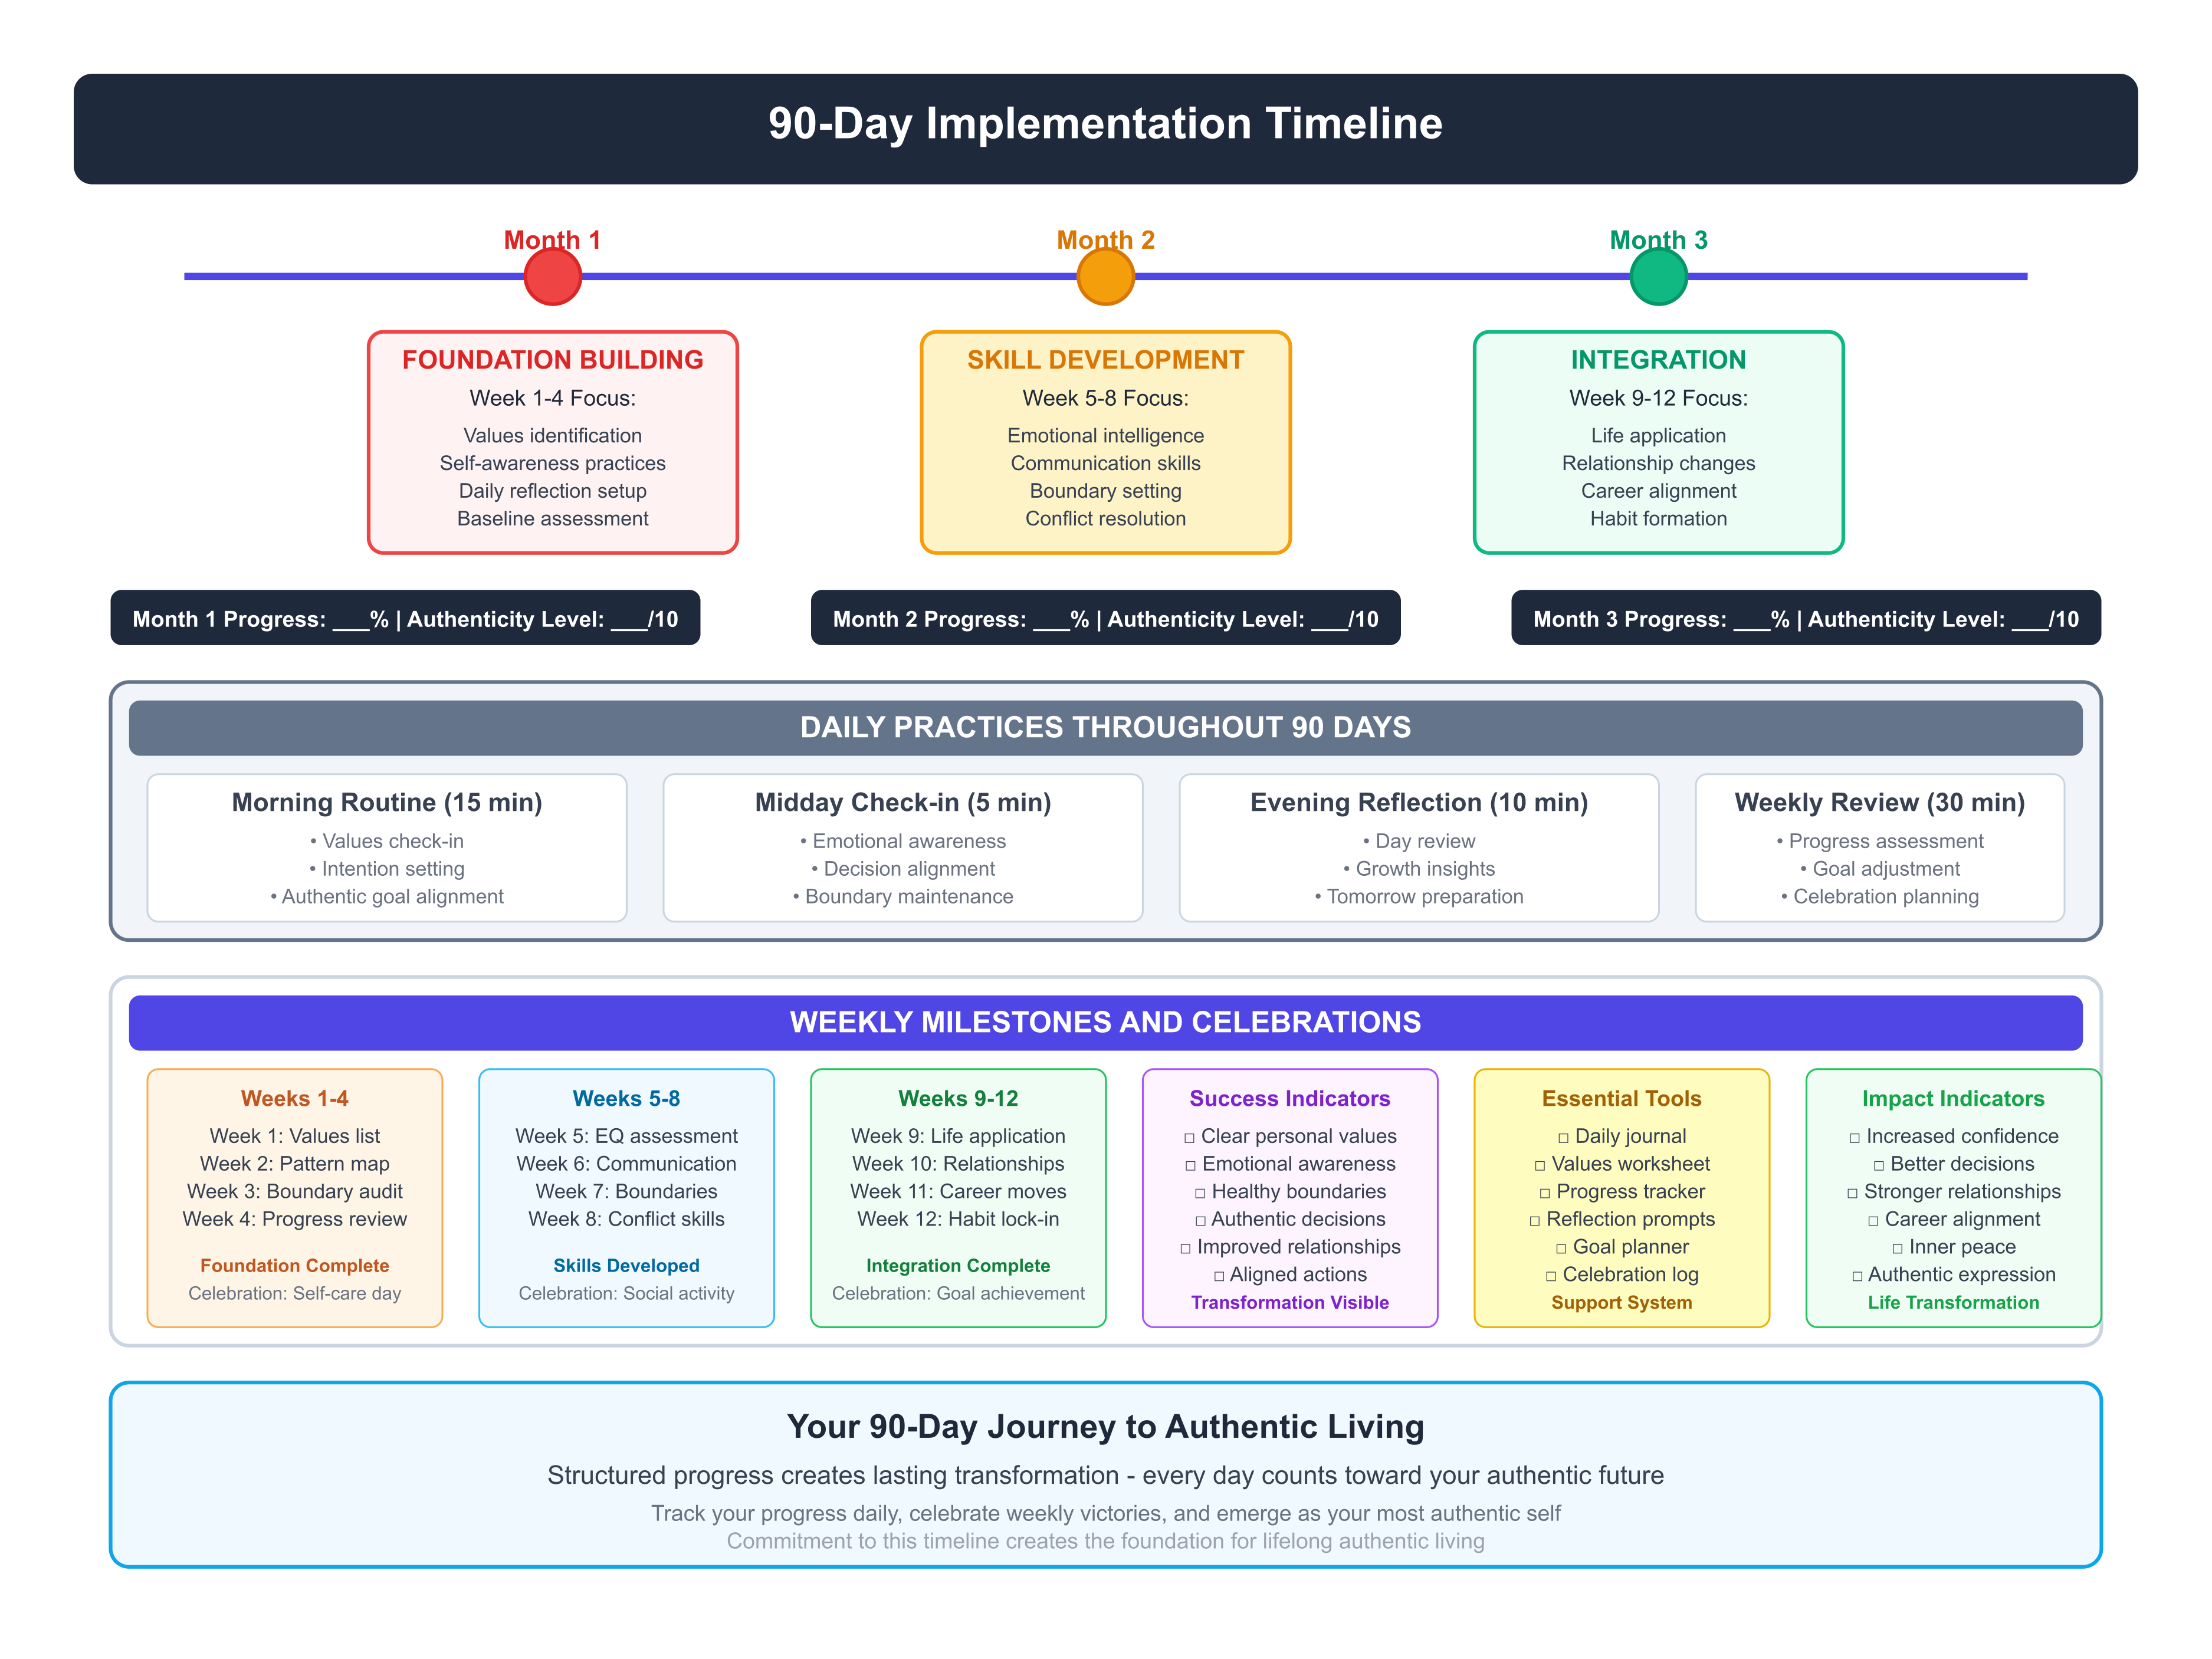 90-Day Implementation Timeline
Month 1
Month 2
Month 3
FOUNDATION BUILDING
Week 1-4 Focus:
Values identification
Self-awareness practices
Daily reflection setup
Baseline assessment
SKILL DEVELOPMENT
Week 5-8 Focus:
Emotional intelligence
Communication skills
Boundary setting
Conflict resolution
INTEGRATION
Week 9-12 Focus:
Life application
Relationship changes
Career alignment
Habit formation
Month 1 Progress: ___% | Authenticity Level: ___/10
Month 2 Progress: ___% | Authenticity Level: ___/10
Month 3 Progress: ___% | Authenticity Level: ___/10
DAILY PRACTICES THROUGHOUT 90 DAYS
Morning Routine (15 min)
• Values check-in
• Intention setting
• Authentic goal alignment
Midday Check-in (5 min)
• Emotional awareness
• Decision alignment
• Boundary maintenance
Evening Reflection (10 min)
• Day review
• Growth insights
• Tomorrow preparation
Weekly Review (30 min)
• Progress assessment
• Goal adjustment
• Celebration planning
WEEKLY MILESTONES AND CELEBRATIONS
Weeks 1-4
Week 1: Values list
Week 2: Pattern map
Week 3: Boundary audit
Week 4: Progress review
Foundation Complete
Celebration: Self-care day
Weeks 5-8
Week 5: EQ assessment
Week 6: Communication
Week 7: Boundaries
Week 8: Conflict skills
Skills Developed
Celebration: Social activity
Weeks 9-12
Week 9: Life application
Week 10: Relationships
Week 11: Career moves
Week 12: Habit lock-in
Integration Complete
Celebration: Goal achievement
Success Indicators
□ Clear personal values
□ Emotional awareness
□ Healthy boundaries
□ Authentic decisions
□ Improved relationships
□ Aligned actions
Transformation Visible
Essential Tools
□ Daily journal
□ Values worksheet
□ Progress tracker
□ Reflection prompts
□ Goal planner
□ Celebration log
Support System
Impact Indicators
□ Increased confidence
□ Better decisions
□ Stronger relationships
□ Career alignment
□ Inner peace
□ Authentic expression
Life Transformation
Your 90-Day Journey to Authentic Living
Structured progress creates lasting transformation - every day counts toward your authentic future
Track your progress daily, celebrate weekly victories, and emerge as your most authentic self
Commitment to this timeline creates the foundation for lifelong authentic living